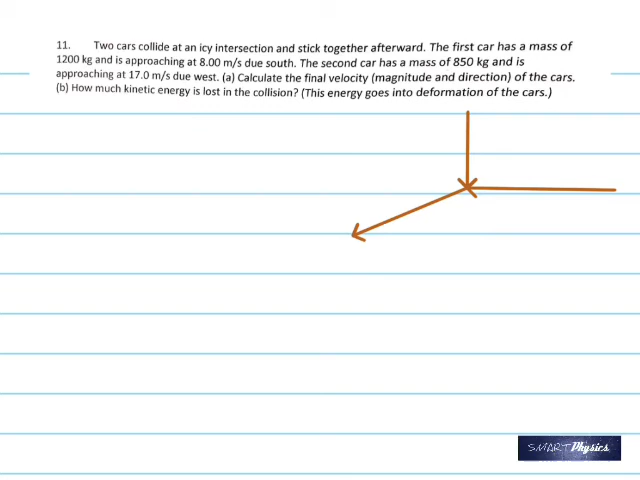 11. Two cars collide at an icy intersection and stick together afterward. The first car has a mass of
1200 kg and is approaching at 8.00 m/s due south. The second car has a mass of 850 kg and is
approaching at 17.0 m/s due west. (a) Calculate the final velocity (magnitude and direction) of the cars.
(b) How much kinetic energy is lost in the collision? (This energy goes into deformation of the cars.)
SMART Physics